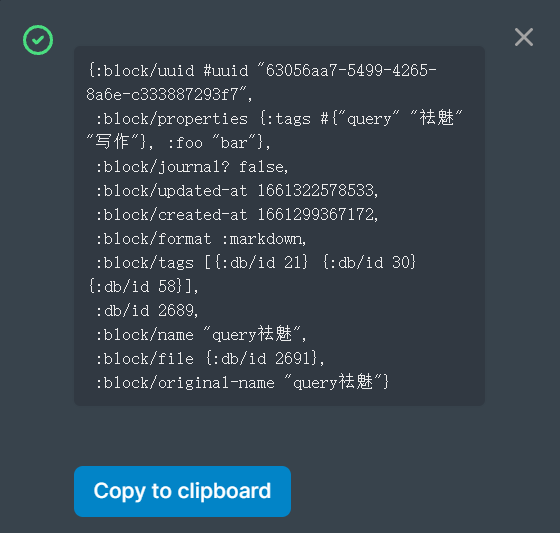 {:block/uuid #uuid "63056aa7-5499-4265-
8a6e-c333887293f7",
 :block/properties {:tags #{"query" "祛魅"
"写作"}, :foo "bar"},
 :block/journal? false,
 :block/updated-at 1661322578533,
 :block/created-at 1661299367172,
 :block/format :markdown,
 :block/tags [{:db/id 21} {:db/id 30}
{:db/id 58}],
 :db/id 2689,
 :block/name "query祛魅",
 :block/file {:db/id 2691},
 :block/original-name "query祛魅"}
Copy to clipboard